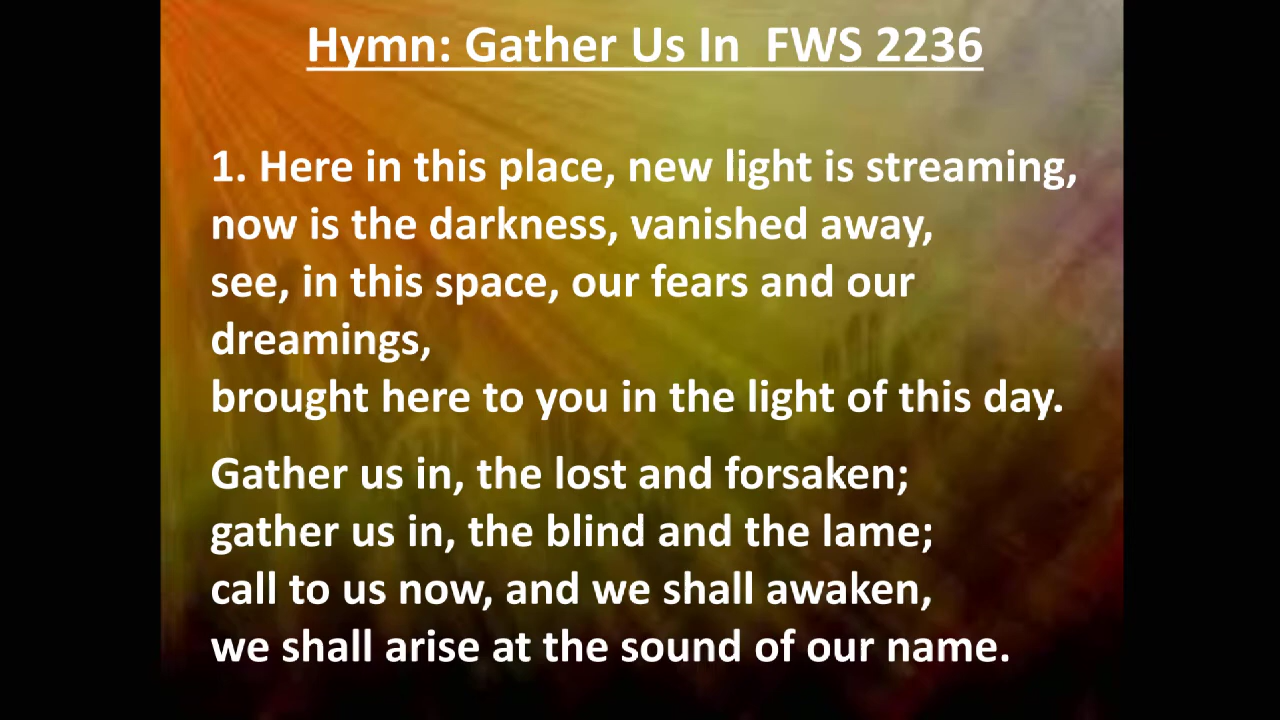 Hymn: Gather Us In  FWS 2236
1. Here in this place, new light is streaming,
now is the darkness, vanished away,
see, in this space, our fears and our
dreamings,
brought here to you in the light of this day.
Gather us in, the lost and forsaken;
gather us in, the blind and the lame;
call to us now, and we shall awaken,
we shall arise at the sound of our name.